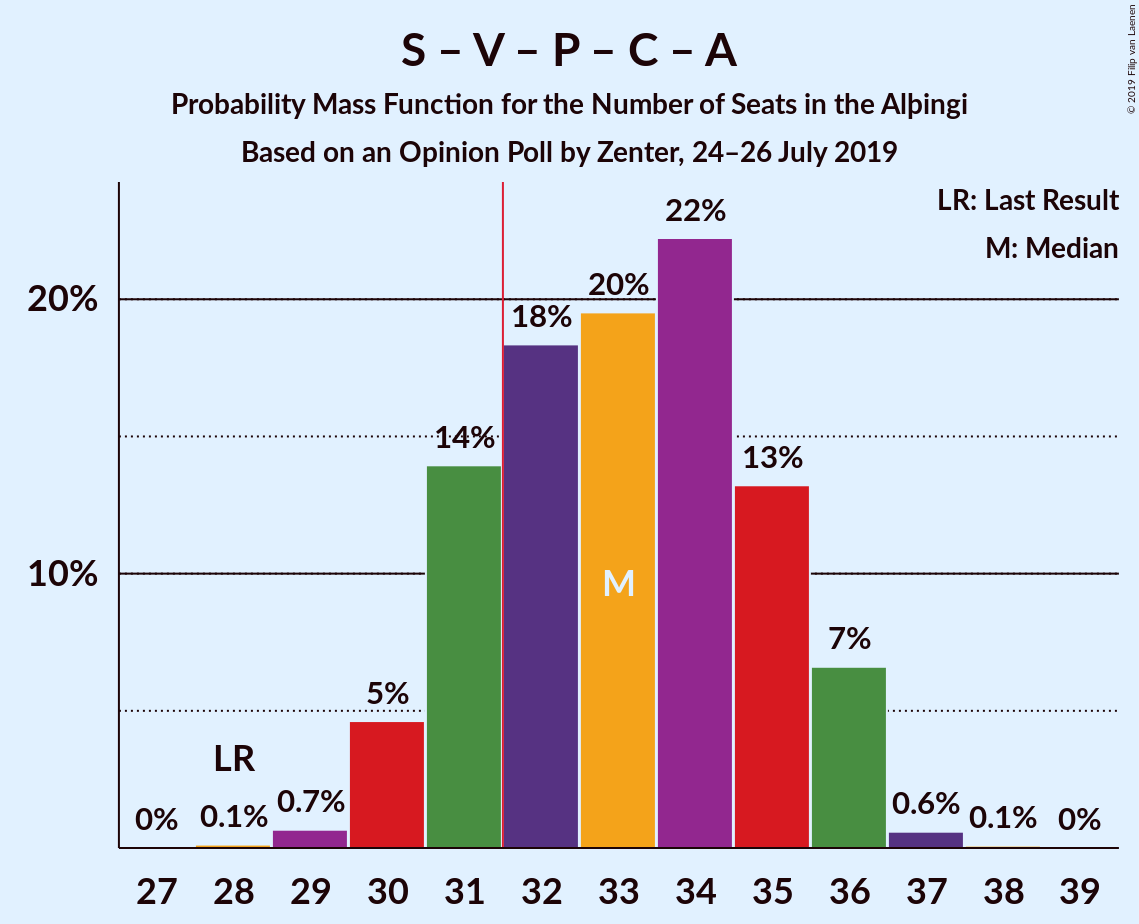 S – V – P – C – A
Probability Mass Function for the Number of Seats in the Alþingi
Based on an Opinion Poll by Zenter, 24–26 July 2019
© 2019 Filip van Laenen
LR: Last Result
M: Median
20%
10%
0%
0.1%
0.7%
5%
14%
18%
20%
22%
13%
7%
0.6%
0.1%
0%
LR
M
27 28 29 30 31 32 33 34 35 36 37 38 39